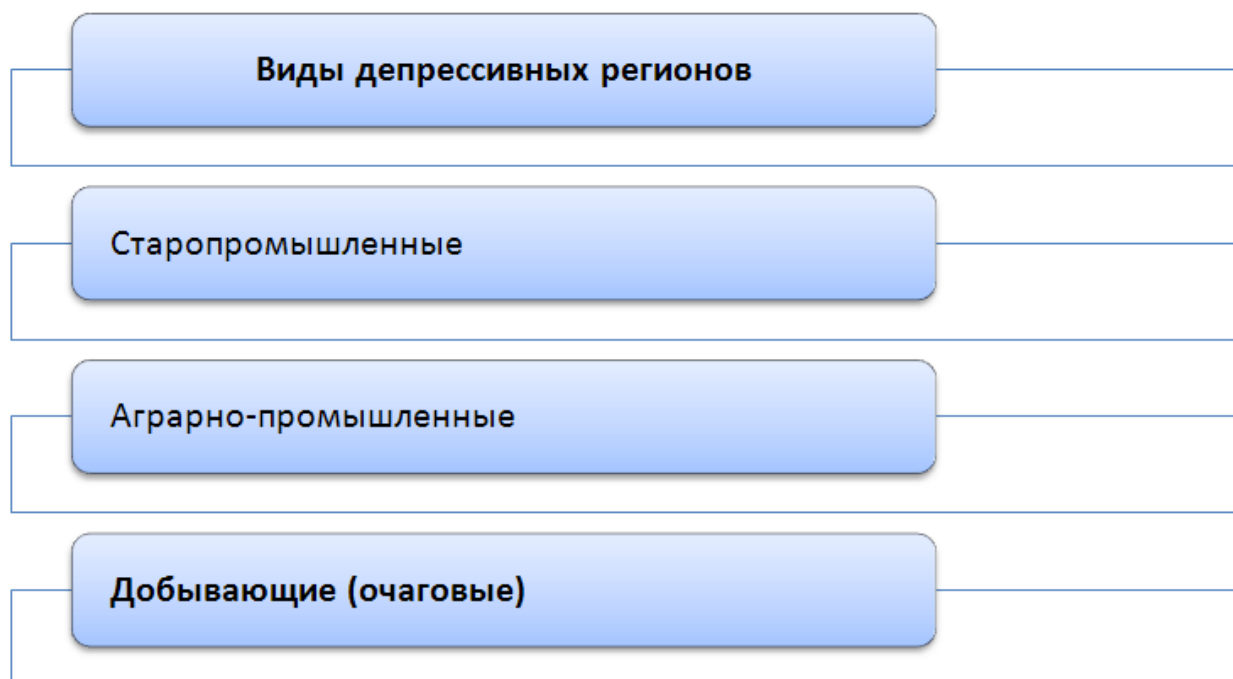 Виды депрессивных регионов
Старопромышленные
Аграрно-промышленные
Добывающие (очаговые)